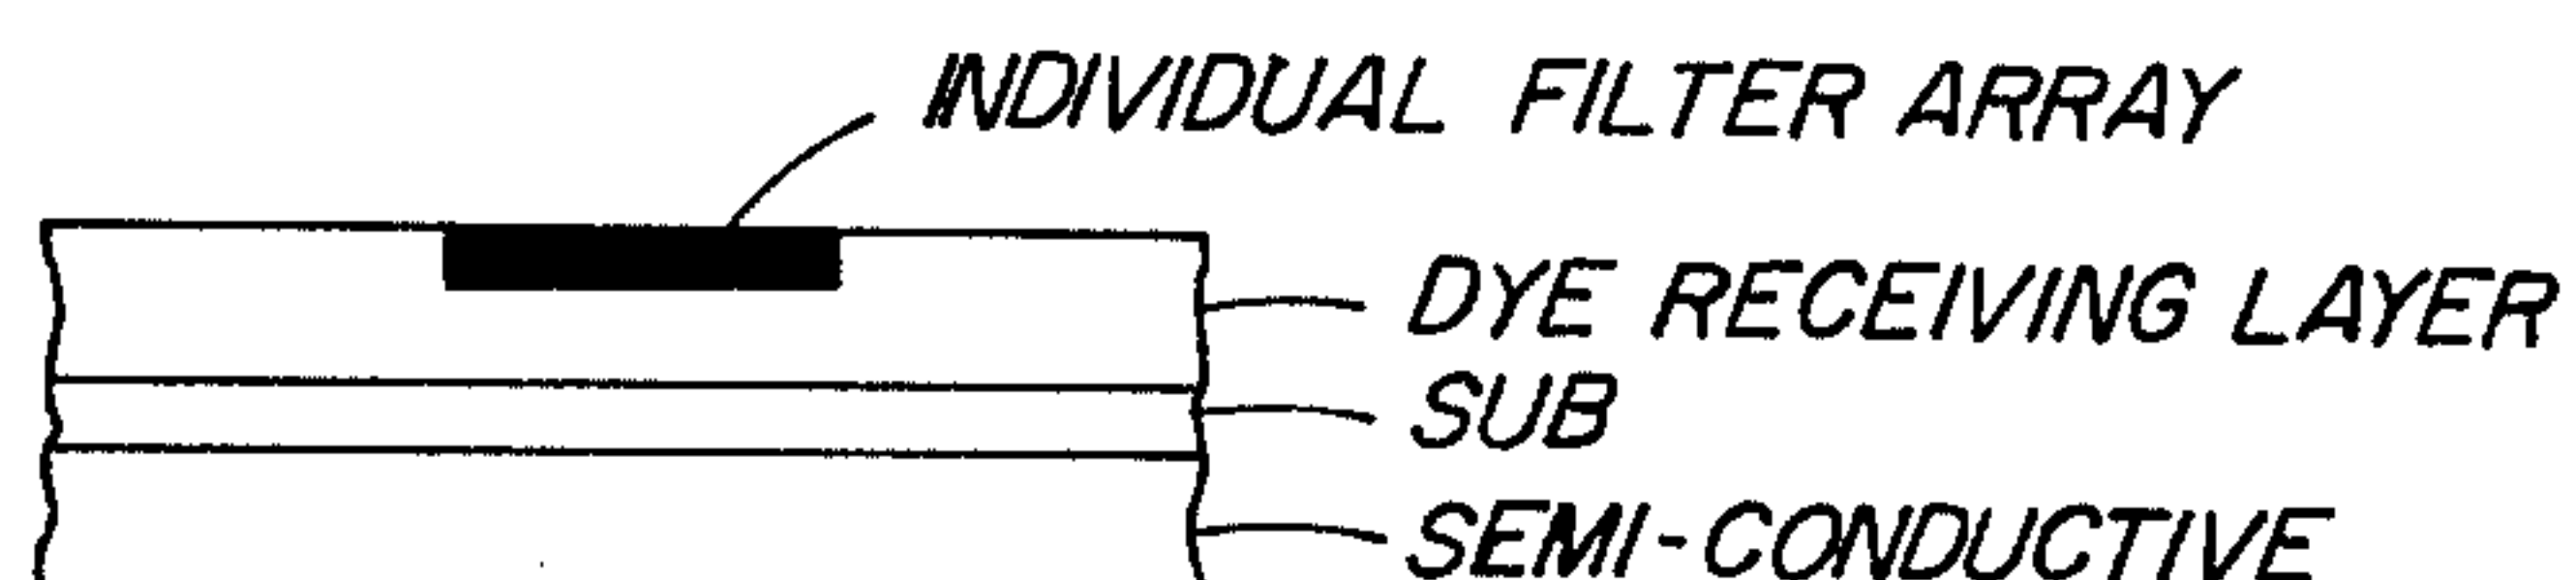 INDIVIDUAL FILTER ARRAY
DYE RECEIVING LAYER
SUB
SEMI-CONDUCTIVE